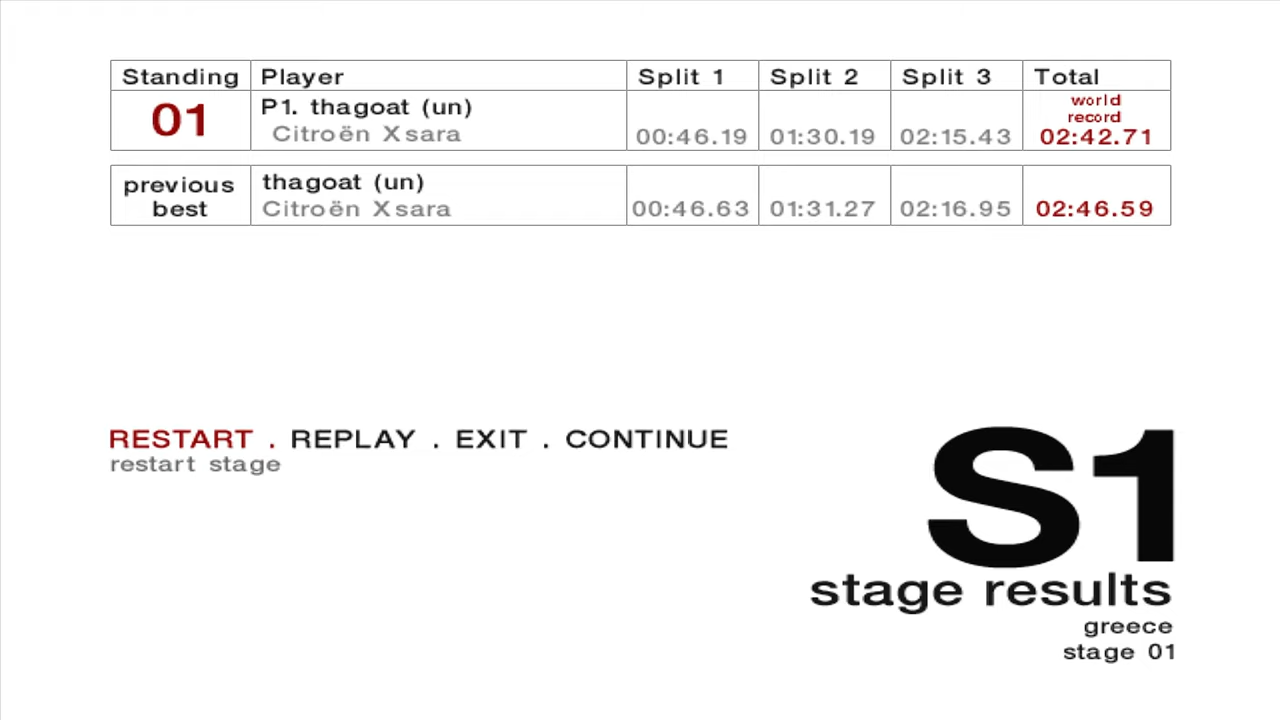 Standing Player Split 1 Split 2 Split 3 Total
01 P1. thagoat (un) world record
Citroën Xsara 00:46.19 01:30.19 02:15.43 02:42.71
previous best thagoat (un)
Citroën Xsara 00:46.63 01:31.27 02:16.95 02:46.59
RESTART . REPLAY . EXIT . CONTINUE
restart stage
S1
stage results
greece
stage 01